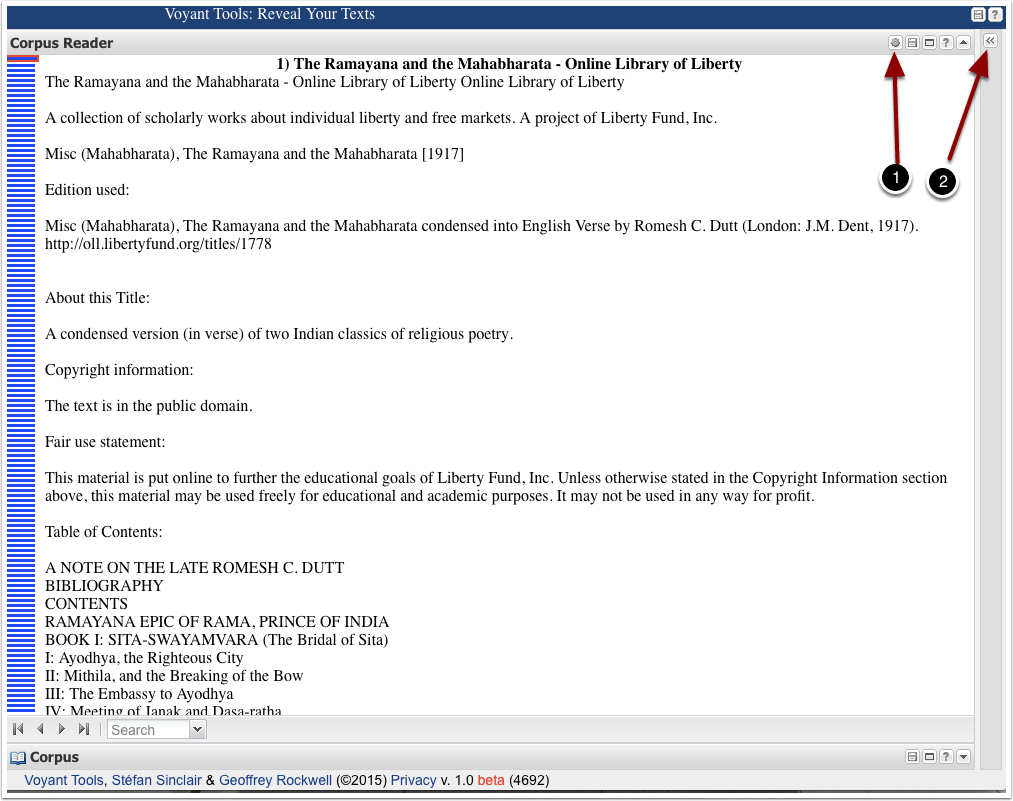 Voyant Tools: Reveal Your Texts
Corpus Reader
1) The Ramayana and the Mahabharata - Online Library of Liberty
The Ramayana and the Mahabharata - Online Library of Liberty Online Library of Liberty
A collection of scholarly works about individual liberty and free markets. A project of Liberty Fund, Inc.
Misc (Mahabharata), The Ramayana and the Mahabharata [1917]
1
2
Edition used:
Misc (Mahabharata), The Ramayana and the Mahabharata condensed into English Verse by Romesh C. Dutt (London: J.M. Dent, 1917).
http://oll.libertyfund.org/titles/1778
About this Title:
A condensed version (in verse) of two Indian classics of religious poetry.
Copyright information:
The text is in the public domain.
Fair use statement:
This material is put online to further the educational goals of Liberty Fund, Inc. Unless otherwise stated in the Copyright Information section
above, this material may be used freely for educational and academic purposes. It may not be used in any way for profit.
Table of Contents:
A NOTE ON THE LATE ROMESH C. DUTT
BIBLIOGRAPHY
CONTENTS
RAMAYANA EPIC OF RAMA, PRINCE OF INDIA
BOOK I: SITA-SWAYAMVARA (The Bridal of Sita)
I: Ayodhya, the Righteous City
II: Mithila, and the Breaking of the Bow
III: The Embassy to Ayodhya
IV: Meeting of Janak and Dasa-ratha
Search
Corpus
Voyant Tools, Stéfan Sinclair & Geoffrey Rockwell (©2015) Privacy v. 1.0 beta (4692)